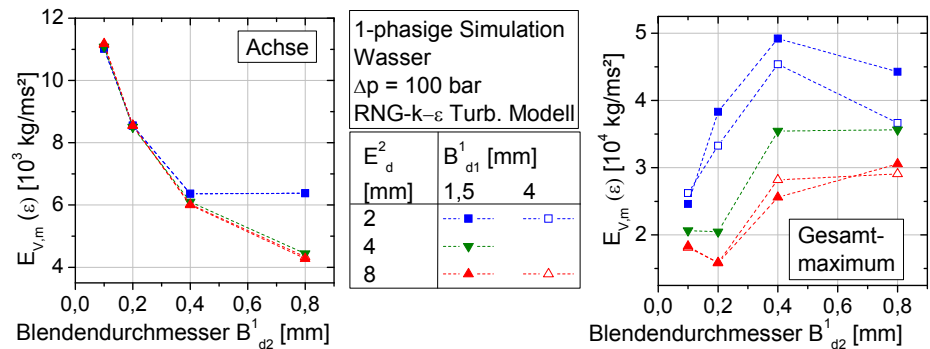 E_V,m (ε) [10³ kg/ms²]
11
10
8
6
4
0,0 0,2 0,4 0,6 0,8
Blendendurchmesser B¹_d2 [mm]
Achse
1-phasige Simulation
Wasser
Δp = 100 bar
RNG-k–ε Turb. Modell
E²_d B¹_d1 [mm]
[mm] 1,5 4
2
4
8
E_V,m (ε) [10⁴ kg/ms²]
5
4
3
2
0,0 0,2 0,4 0,6 0,8
Blendendurchmesser B¹_d2 [mm]
Gesamt-
maximum